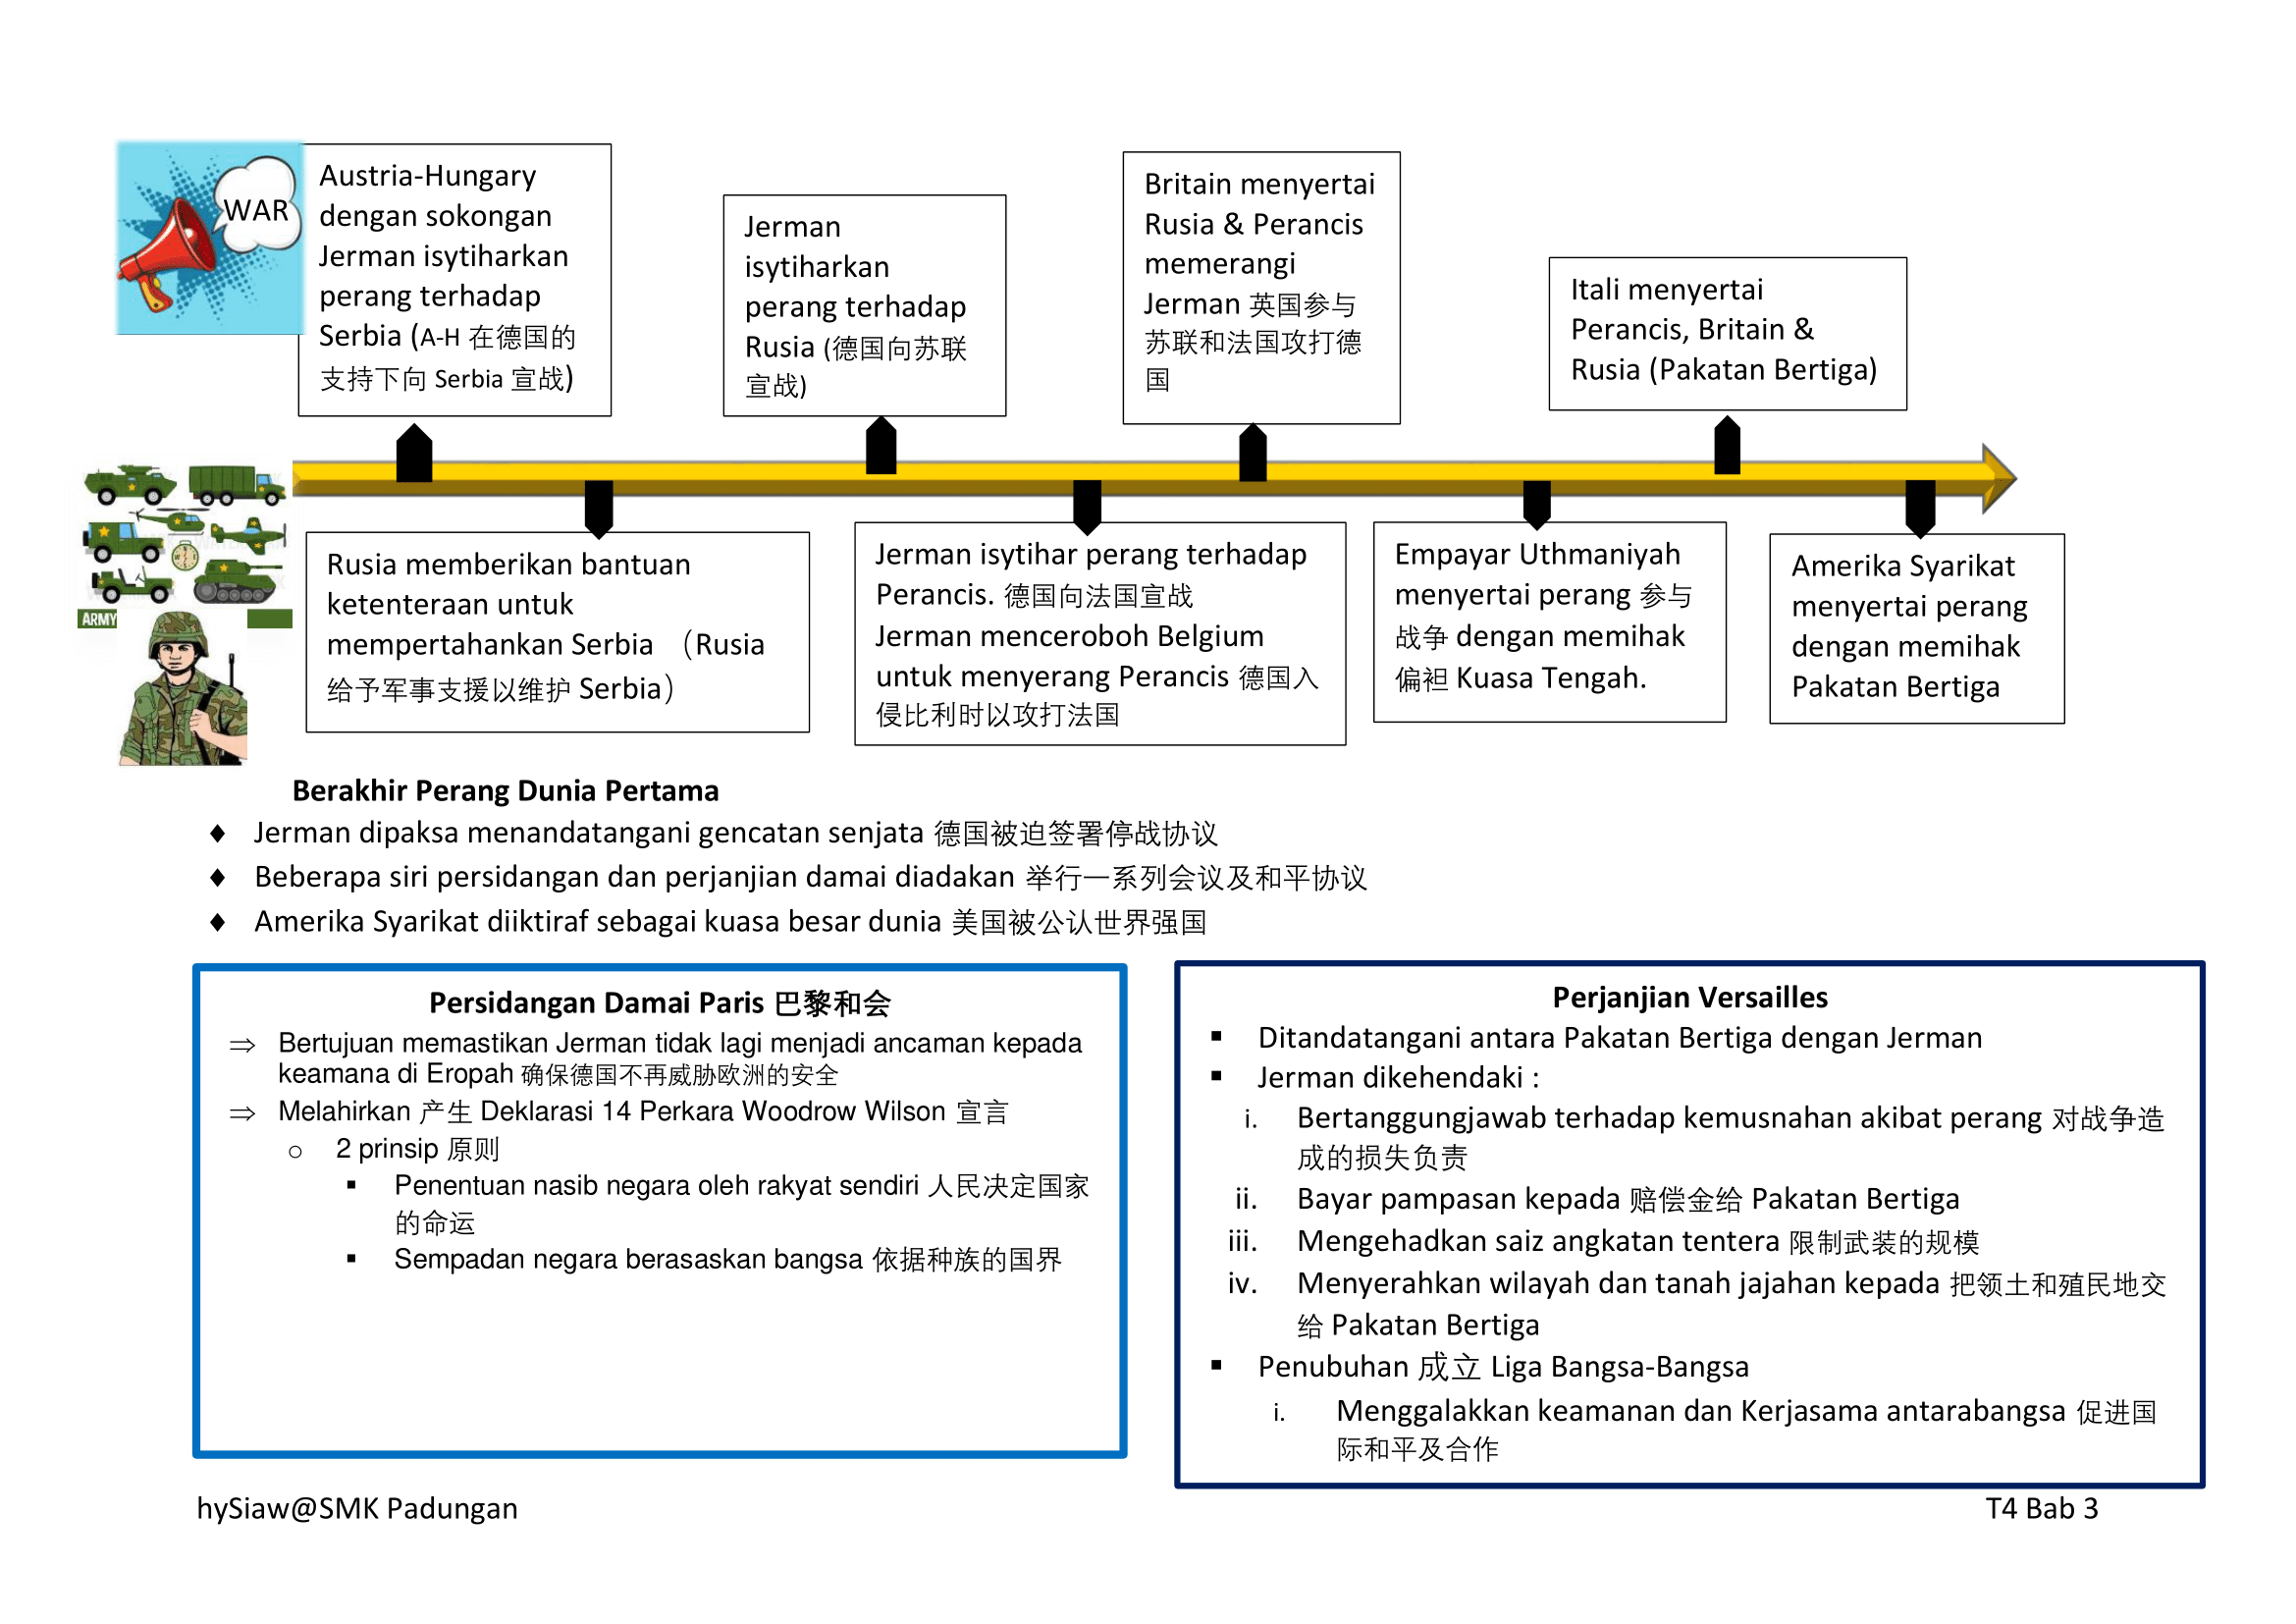 WAR
Austria-Hungary
dengan sokongan
Jerman isytiharkan
perang terhadap
Serbia (A-H 在德国的
支持下向 Serbia 宣战)
Jerman
isytiharkan
perang terhadap
Rusia (德国向苏联
宣战)
Britain menyertai
Rusia & Perancis
memerangi
Jerman 英国参与
苏联和法国攻打德
国
Itali menyertai
Perancis, Britain &
Rusia (Pakatan Bertiga)
ARMY
Rusia memberikan bantuan
ketenteraan untuk
mempertahankan Serbia （Rusia
给予军事支援以维护 Serbia）
Jerman isytihar perang terhadap
Perancis. 德国向法国宣战
Jerman menceroboh Belgium
untuk menyerang Perancis 德国入
侵比利时以攻打法国
Empayar Uthmaniyah
menyertai perang 参与
战争 dengan memihak
偏袒 Kuasa Tengah.
Amerika Syarikat
menyertai perang
dengan memihak
Pakatan Bertiga
Berakhir Perang Dunia Pertama
♦ Jerman dipaksa menandatangani gencatan senjata 德国被迫签署停战协议
♦ Beberapa siri persidangan dan perjanjian damai diadakan 举行一系列会议及和平协议
♦ Amerika Syarikat diiktiraf sebagai kuasa besar dunia 美国被公认世界强国
Persidangan Damai Paris 巴黎和会
⇒ Bertujuan memastikan Jerman tidak lagi menjadi ancaman kepada
keamana di Eropah 确保德国不再威胁欧洲的安全
⇒ Melahirkan 产生 Deklarasi 14 Perkara Woodrow Wilson 宣言
o 2 prinsip 原则
▪ Penentuan nasib negara oleh rakyat sendiri 人民决定国家
的命运
▪ Sempadan negara berasaskan bangsa 依据种族的国界
Perjanjian Versailles
▪ Ditandatangani antara Pakatan Bertiga dengan Jerman
▪ Jerman dikehendaki :
i. Bertanggungjawab terhadap kemusnahan akibat perang 对战争造
成的损失负责
ii. Bayar pampasan kepada 赔偿金给 Pakatan Bertiga
iii. Mengehadkan saiz angkatan tentera 限制武装的规模
iv. Menyerahkan wilayah dan tanah jajahan kepada 把领土和殖民地交
给 Pakatan Bertiga
▪ Penubuhan 成立 Liga Bangsa-Bangsa
i. Menggalakkan keamanan dan Kerjasama antarabangsa 促进国
际和平及合作
hySiaw@SMK Padungan
T4 Bab 3